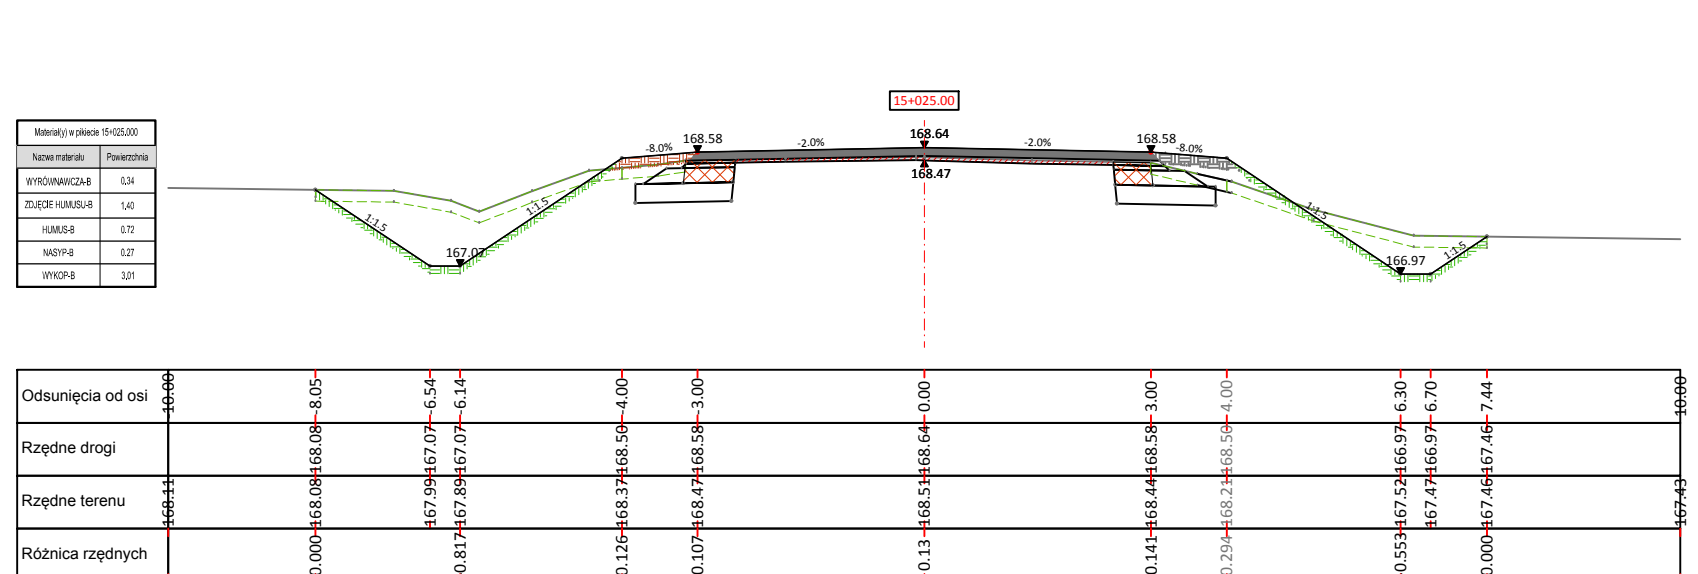 15+025.00
168.64
168.58
168.58
-8.0%
-2.0%
-2.0%
-8.0%
168.47
1:1.5
1:1.5
1:1.5
1:1.5
167.07
166.97
Materiał(y) w pikiecie 15+025.000
Nazwa materiału Powierzchnia
WYRÓWNAWCZA-B 0,34
ZDJĘCIE HUMUSU-B 1,40
HUMUS-B 0.72
NASYP-B 0.27
WYKOP-B 3,01
Odsunięcia od osi -10.00 -8.05 -6.54 -6.14 -4.00 -3.00 0.00 3.00 4.00 6.30 6.70 7.44 10.00
Rzędne drogi 168.08 167.07 167.07 168.50 168.58 168.64 168.58 168.50 166.97 166.97 167.46
Rzędne terenu 168.11 168.08 167.99 167.89 168.37 168.47 168.51 168.44 168.21 167.52 167.47 167.46 167.43
Różnica rzędnych 0.000 -0.817 0.126 0.107 0.13 0.141 0.294 -0.553 0.000